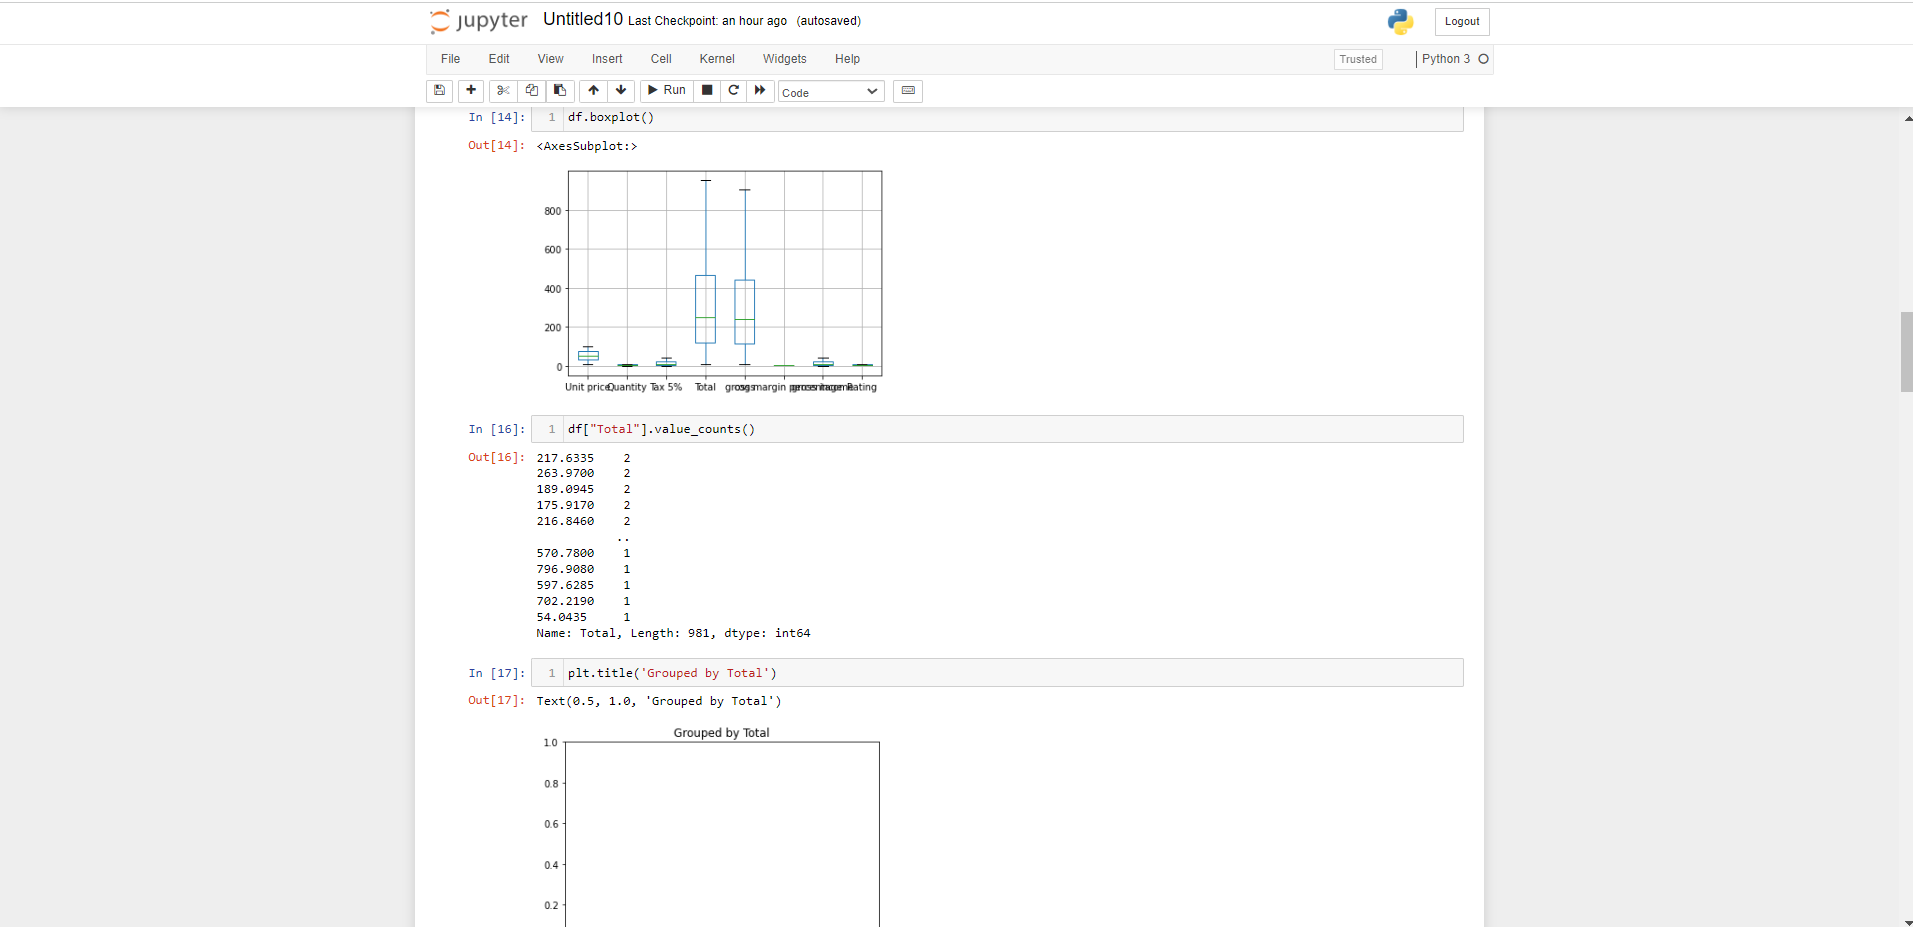 jupyter Untitled10 Last Checkpoint: an hour ago (autosaved) Logout
File Edit View Insert Cell Kernel Widgets Help Trusted Python 3
Run Code
In [14]: 1 df.boxplot()
Out[14]: <AxesSubplot:>
800
600
400
200
0
Unit price Quantity Tax 5% Total cogs gross margin percentage gross income Rating
In [16]: 1 df["Total"].value_counts()
Out[16]: 217.6335 2
263.9700 2
189.0945 2
175.9170 2
216.8460 2
..
570.7800 1
796.9080 1
597.6285 1
702.2190 1
54.0435 1
Name: Total, Length: 981, dtype: int64
In [17]: 1 plt.title('Grouped by Total')
Out[17]: Text(0.5, 1.0, 'Grouped by Total')
Grouped by Total
1.0
0.8
0.6
0.4
0.2